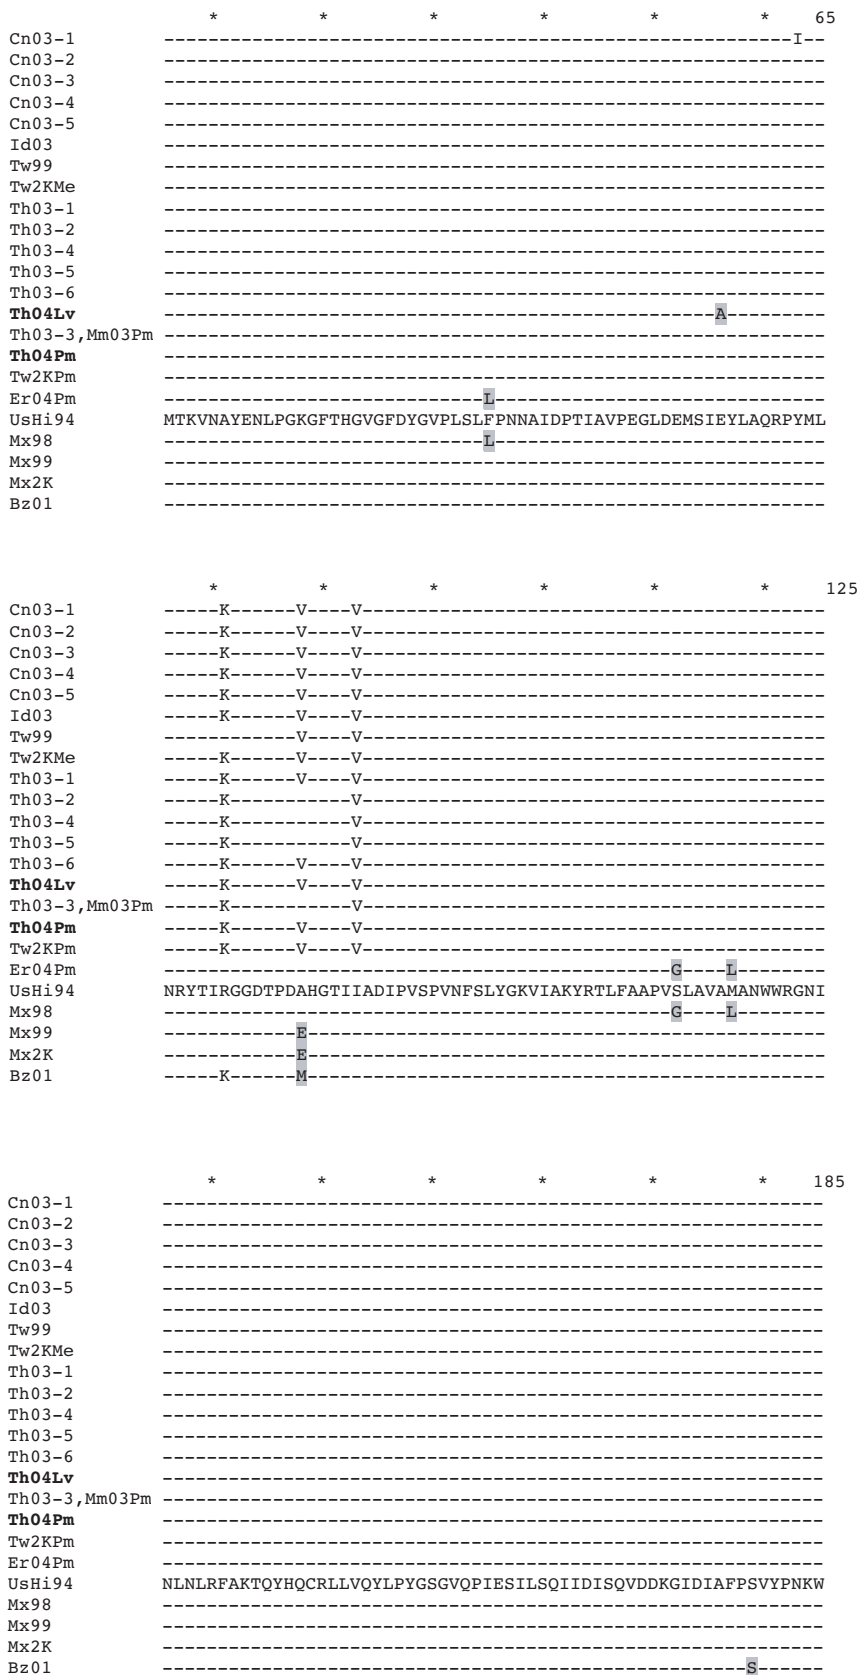 * * * * * * 65
Cn03-1 ---------------------------------------------------------I--
Cn03-2 ------------------------------------------------------------
Cn03-3 ------------------------------------------------------------
Cn03-4 ------------------------------------------------------------
Cn03-5 ------------------------------------------------------------
Id03 ------------------------------------------------------------
Tw99 ------------------------------------------------------------
Tw2KMe ------------------------------------------------------------
Th03-1 ------------------------------------------------------------
Th03-2 ------------------------------------------------------------
Th03-4 ------------------------------------------------------------
Th03-5 ------------------------------------------------------------
Th03-6 ------------------------------------------------------------
Th04Lv --------------------------------------------------A---------
Th03-3,Mm03Pm ------------------------------------------------------------
Th04Pm ------------------------------------------------------------
Tw2KPm ------------------------------------------------------------
Er04Pm -----------------------------L------------------------------
UsHi94 MTKVNAYENLPGKGFTHGVGFDYGVPLSLFPNNAIDPTIAVPEGLDEMSIEYLAQRPYML
Mx98 -----------------------------L------------------------------
Mx99 ------------------------------------------------------------
Mx2K ------------------------------------------------------------
Bz01 ------------------------------------------------------------
* * * * * * 125
Cn03-1 -----K------V----V------------------------------------------
Cn03-2 -----K------V----V------------------------------------------
Cn03-3 -----K------V----V------------------------------------------
Cn03-4 -----K------V----V------------------------------------------
Cn03-5 -----K------V----V------------------------------------------
Id03 -----K------V----V------------------------------------------
Tw99 ------------V----V------------------------------------------
Tw2KMe -----K------V----V------------------------------------------
Th03-1 -----K------V----V------------------------------------------
Th03-2 -----K-----------V------------------------------------------
Th03-4 -----K-----------V------------------------------------------
Th03-5 -----K-----------V------------------------------------------
Th03-6 -----K------V----V------------------------------------------
Th04Lv -----K------V----V------------------------------------------
Th03-3,Mm03Pm -----K-----------V------------------------------------------
Th04Pm -----K------V----V------------------------------------------
Tw2KPm -----K------V----V------------------------------------------
Er04Pm ----------------------------------------------G----L--------
UsHi94 NRYTIRGGDTPDAHGTIIADIPVSPVNFSLYGKVIAKYRTLFAAPVSLAVAMANWWRGNI
Mx98 ----------------------------------------------G----L--------
Mx99 ------------E-----------------------------------------------
Mx2K ------------E-----------------------------------------------
Bz01 -----K------M-----------------------------------------------
* * * * * * 185
Cn03-1 ------------------------------------------------------------
Cn03-2 ------------------------------------------------------------
Cn03-3 ------------------------------------------------------------
Cn03-4 ------------------------------------------------------------
Cn03-5 ------------------------------------------------------------
Id03 ------------------------------------------------------------
Tw99 ------------------------------------------------------------
Tw2KMe ------------------------------------------------------------
Th03-1 ------------------------------------------------------------
Th03-2 ------------------------------------------------------------
Th03-4 ------------------------------------------------------------
Th03-5 ------------------------------------------------------------
Th03-6 ------------------------------------------------------------
Th04Lv ------------------------------------------------------------
Th03-3,Mm03Pm ------------------------------------------------------------
Th04Pm ------------------------------------------------------------
Tw2KPm ------------------------------------------------------------
Er04Pm ------------------------------------------------------------
UsHi94 NLNLRFAKTQYHQCRLLVQYLPYGSGVQPIESILSQIIDISQVDDKGIDIAFPSVYPNKW
Mx98 ------------------------------------------------------------
Mx99 ------------------------------------------------------------
Mx2K ------------------------------------------------------------
Bz01 -----------------------------------------------------S------